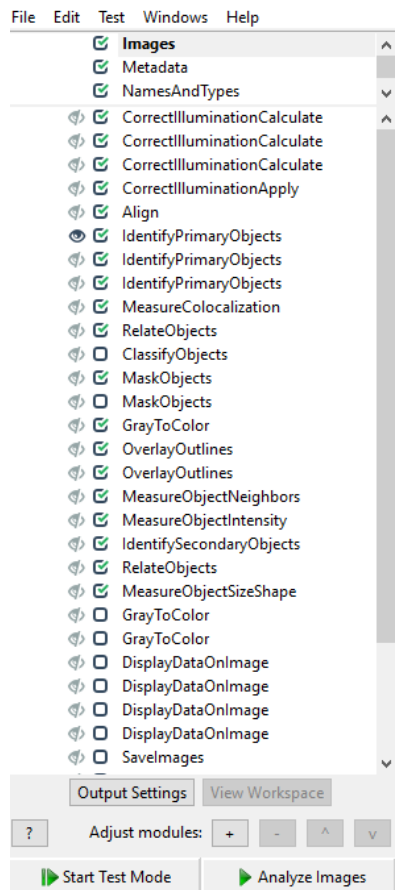 File Edit Test Windows Help
Images
Metadata
NamesAndTypes
CorrectIlluminationCalculate
CorrectIlluminationCalculate
CorrectIlluminationCalculate
CorrectIlluminationApply
Align
IdentifyPrimaryObjects
IdentifyPrimaryObjects
IdentifyPrimaryObjects
MeasureColocalization
RelateObjects
ClassifyObjects
MaskObjects
MaskObjects
GrayToColor
OverlayOutlines
OverlayOutlines
MeasureObjectNeighbors
MeasureObjectIntensity
IdentifySecondaryObjects
RelateObjects
MeasureObjectSizeShape
GrayToColor
GrayToColor
DisplayDataOnImage
DisplayDataOnImage
DisplayDataOnImage
DisplayDataOnImage
SaveImages
Output Settings View Workspace
? Adjust modules: + - ^ v
Start Test Mode Analyze Images